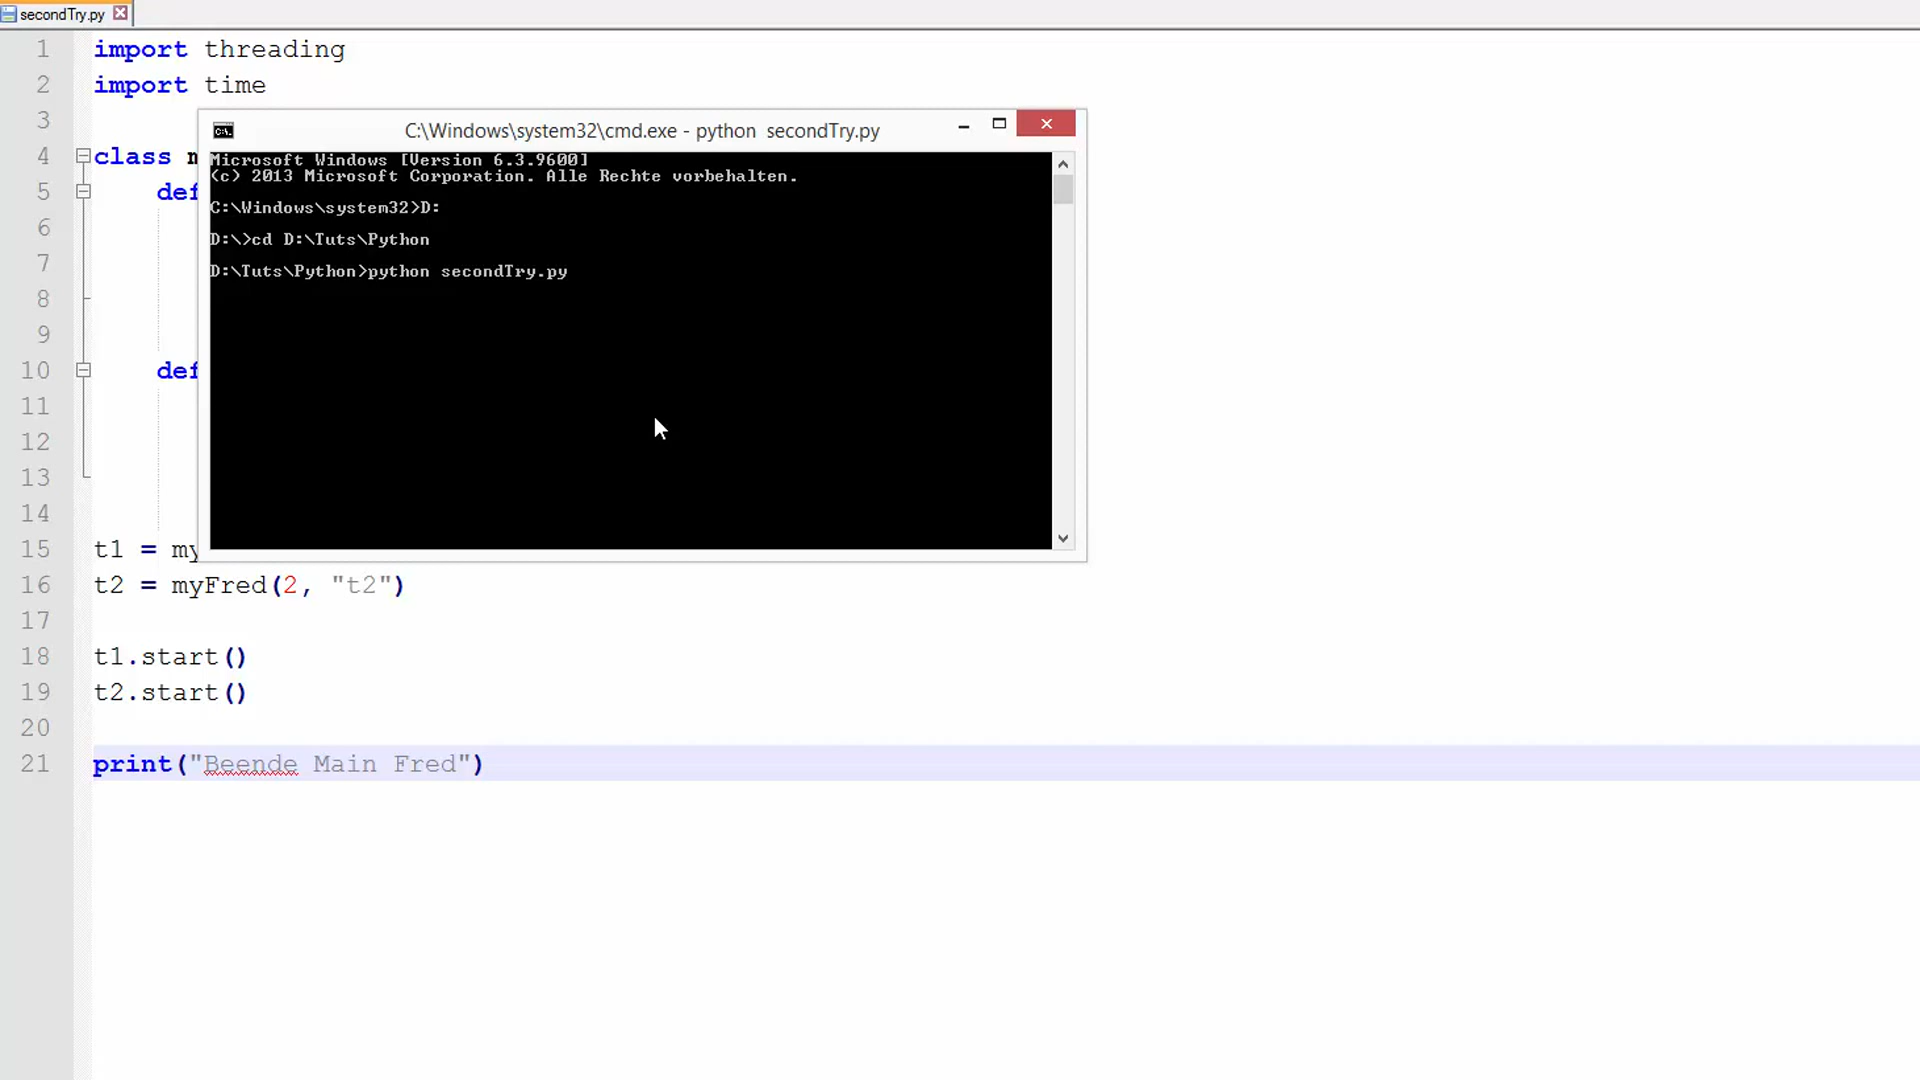 secondTry.py
1 import threading
2 import time
3
C:\Windows\system32\cmd.exe - python secondTry.py
4 class
Microsoft Windows [Version 6.3.9600]
(c) 2013 Microsoft Corporation. Alle Rechte vorbehalten.
5 def
C:\Windows\system32>D:
6
D:\>cd D:\Tuts\Python
7
D:\Tuts\Python>python secondTry.py
8
9
10 def
11
12
13
14
15 t1 = my
16 t2 = myFred(2, "t2")
17
18 t1.start()
19 t2.start()
20
21 print("Beende Main Fred")